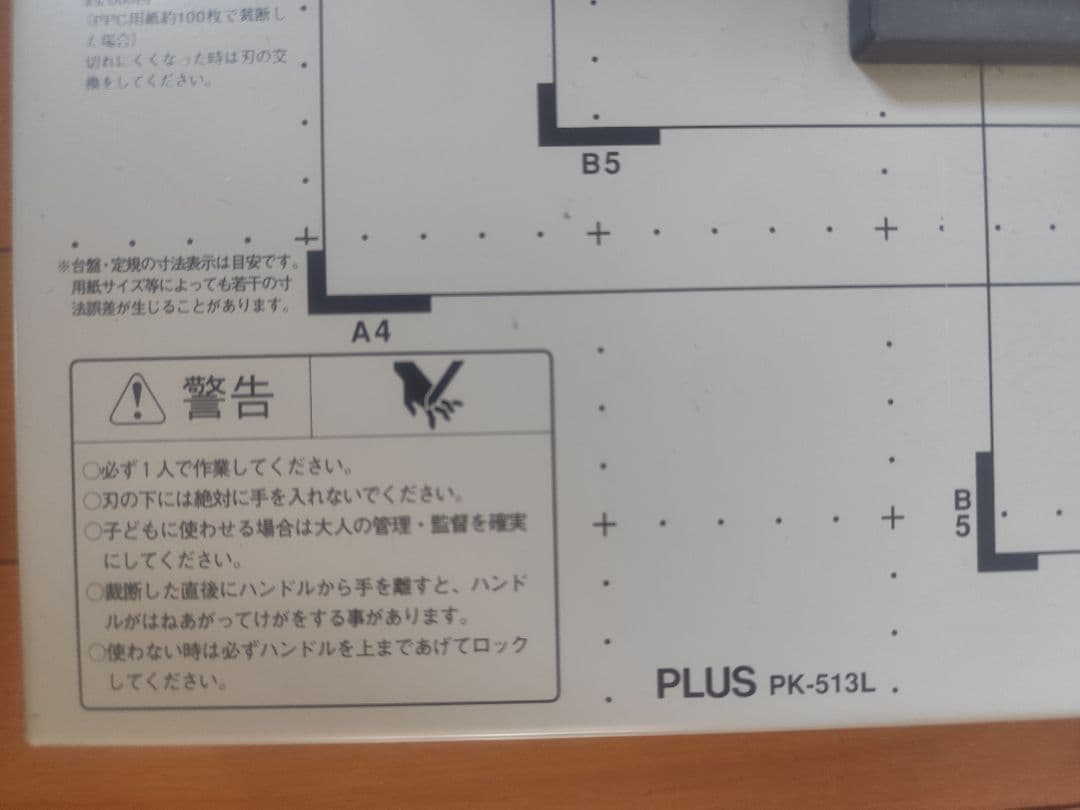 (PPC用紙約100枚で裁断し
た場合)
切れにくくなった時は刃の交
換をしてください。
B5
※台盤・定規の寸法表示は目安です。
用紙サイズ等によっても若干の寸
法誤差が生じることがあります。
A4
警告
○必ず1人で作業してください。
○刃の下には絶対に手を入れないでください。
○子どもに使わせる場合は大人の管理・監督を確実
にしてください。
○裁断した直後にハンドルから手を離すと、ハンド
ルがはねあがってけがをする事があります。
○使わない時は必ずハンドルを上まであげてロック
してください。
B
5
PLUS PK-513L